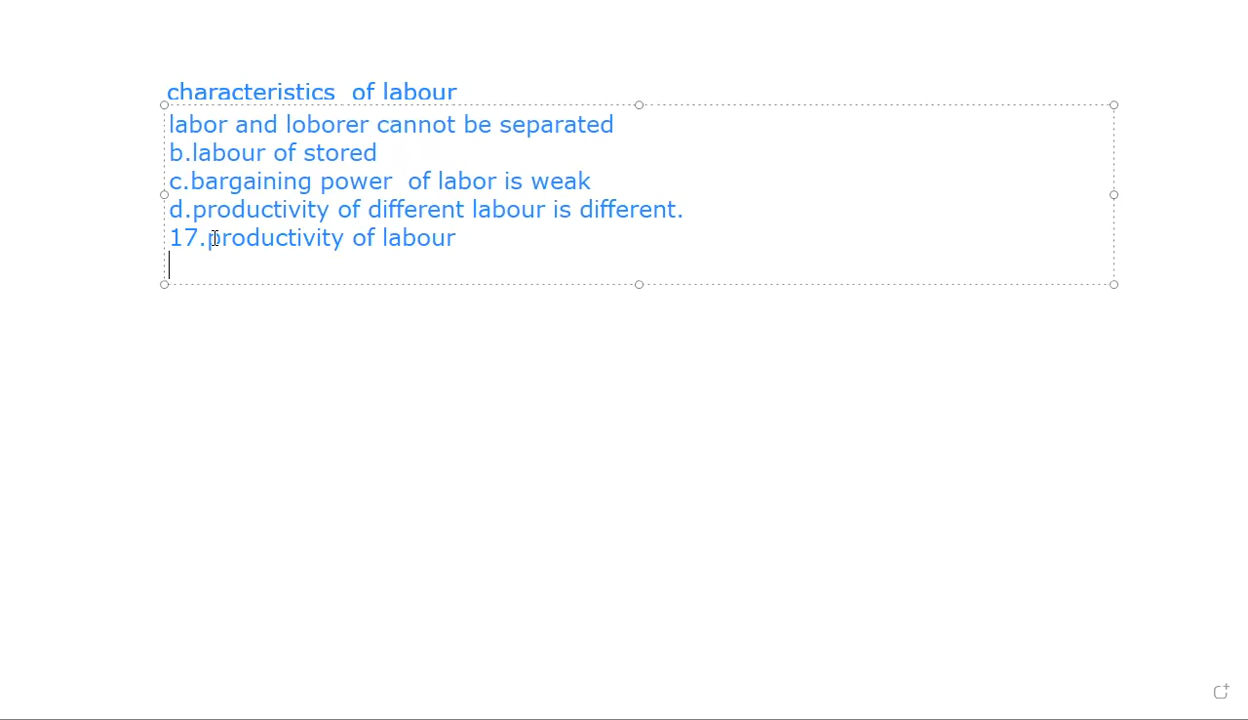 characteristics  of labour
labor and loborer cannot be separated
b.labour of stored
c.bargaining power  of labor is weak
d.productivity of different labour is different.
17.productivity of labour